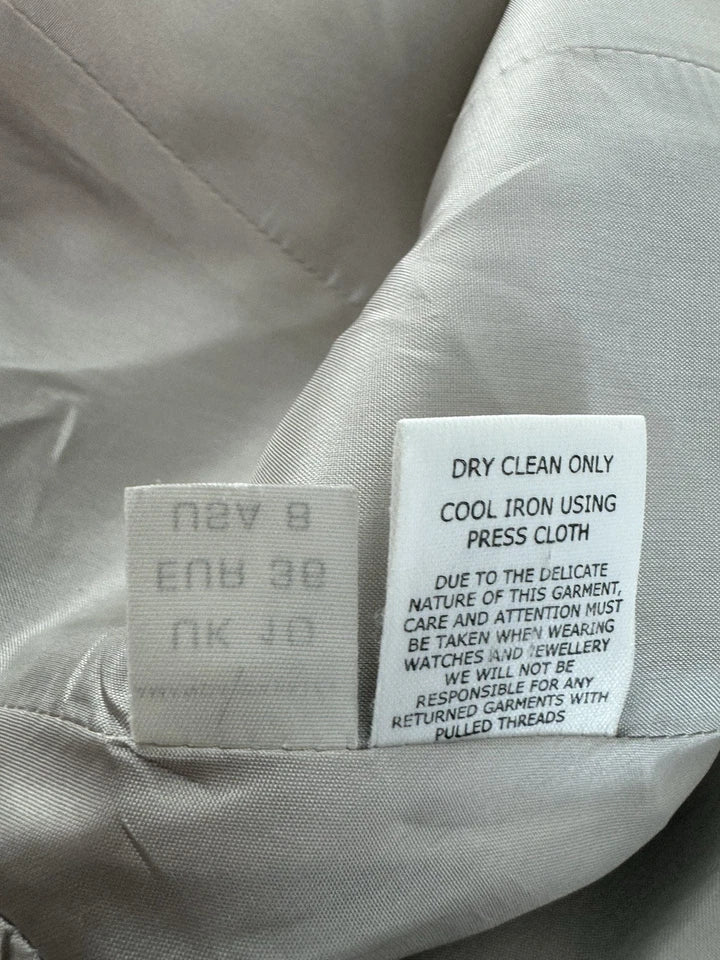 USA 8
EUR
UK
DRY CLEAN ONLY
COOL IRON USING
PRESS CLOTH
DUE TO THE DELICATE
NATURE OF THIS GARMENT,
CARE AND ATTENTION MUST
BE TAKEN WHEN WEARING
WATCHES AND JEWELLERY
WE WILL NOT BE
RESPONSIBLE FOR ANY
RETURNED GARMENTS WITH
PULLED THREADS